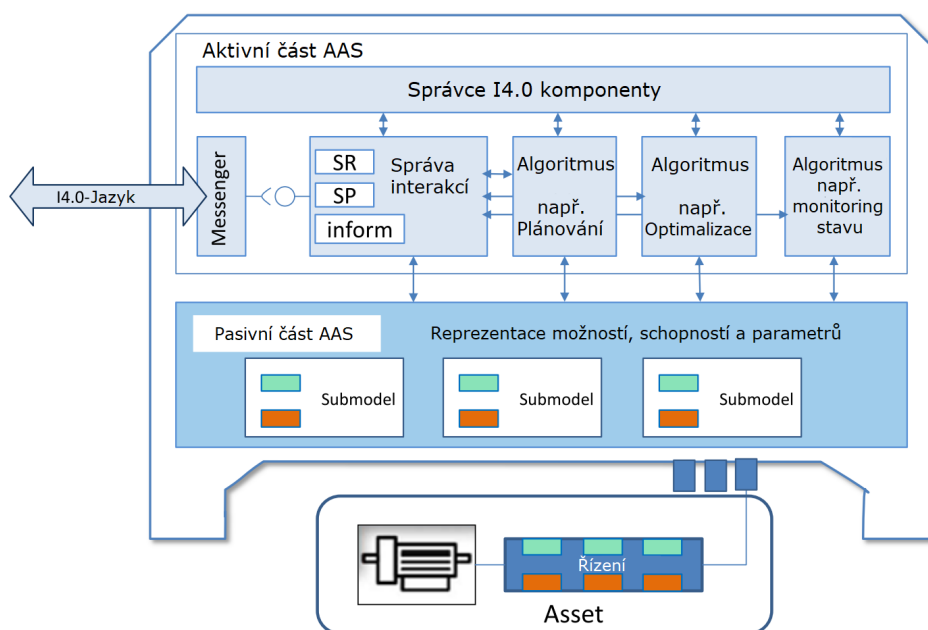 Aktivní část AAS
Správce I4.0 komponenty
I4.0-Jazyk
Messenger
SR
SP
inform
Správa
interakcí
Algoritmus
např.
Plánování
Algoritmus
např.
Optimalizace
Algoritmus
např.
monitoring
stavu
Pasivní část AAS
Reprezentace možností, schopností a parametrů
Submodel
Submodel
Submodel
Řízení
Asset